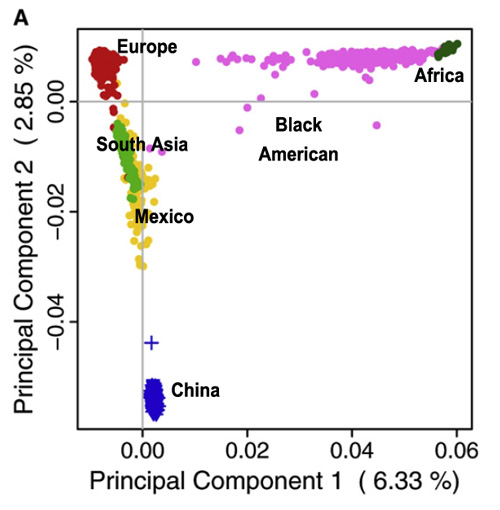 A
Europe
Africa
Black
American
South Asia
Mexico
China
0.00
−0.02
−0.04
Principal Component 2 ( 2.85 %)
0.00 0.02 0.04 0.06
Principal Component 1 ( 6.33 %)